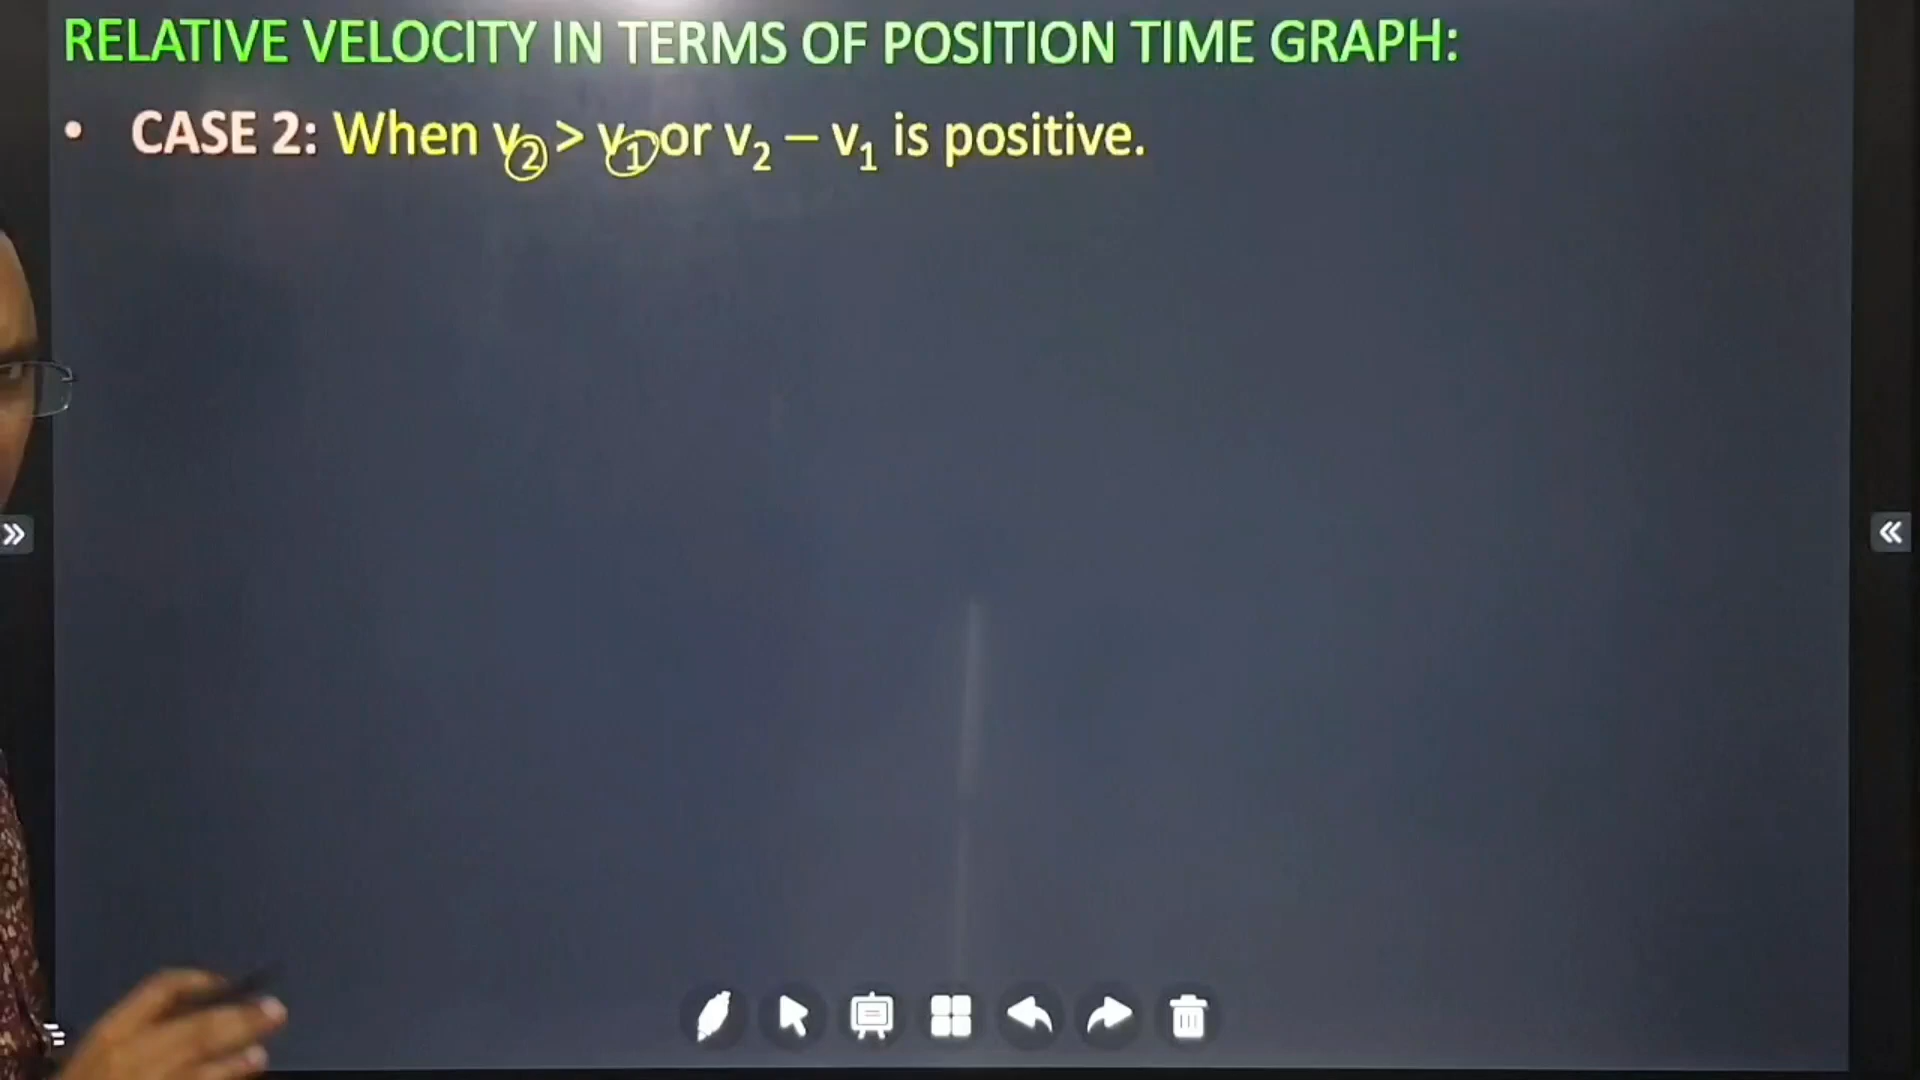 RELATIVE VELOCITY IN TERMS OF POSITION TIME GRAPH:
• CASE 2: When v₂ > v₁ or v₂ – v₁ is positive.